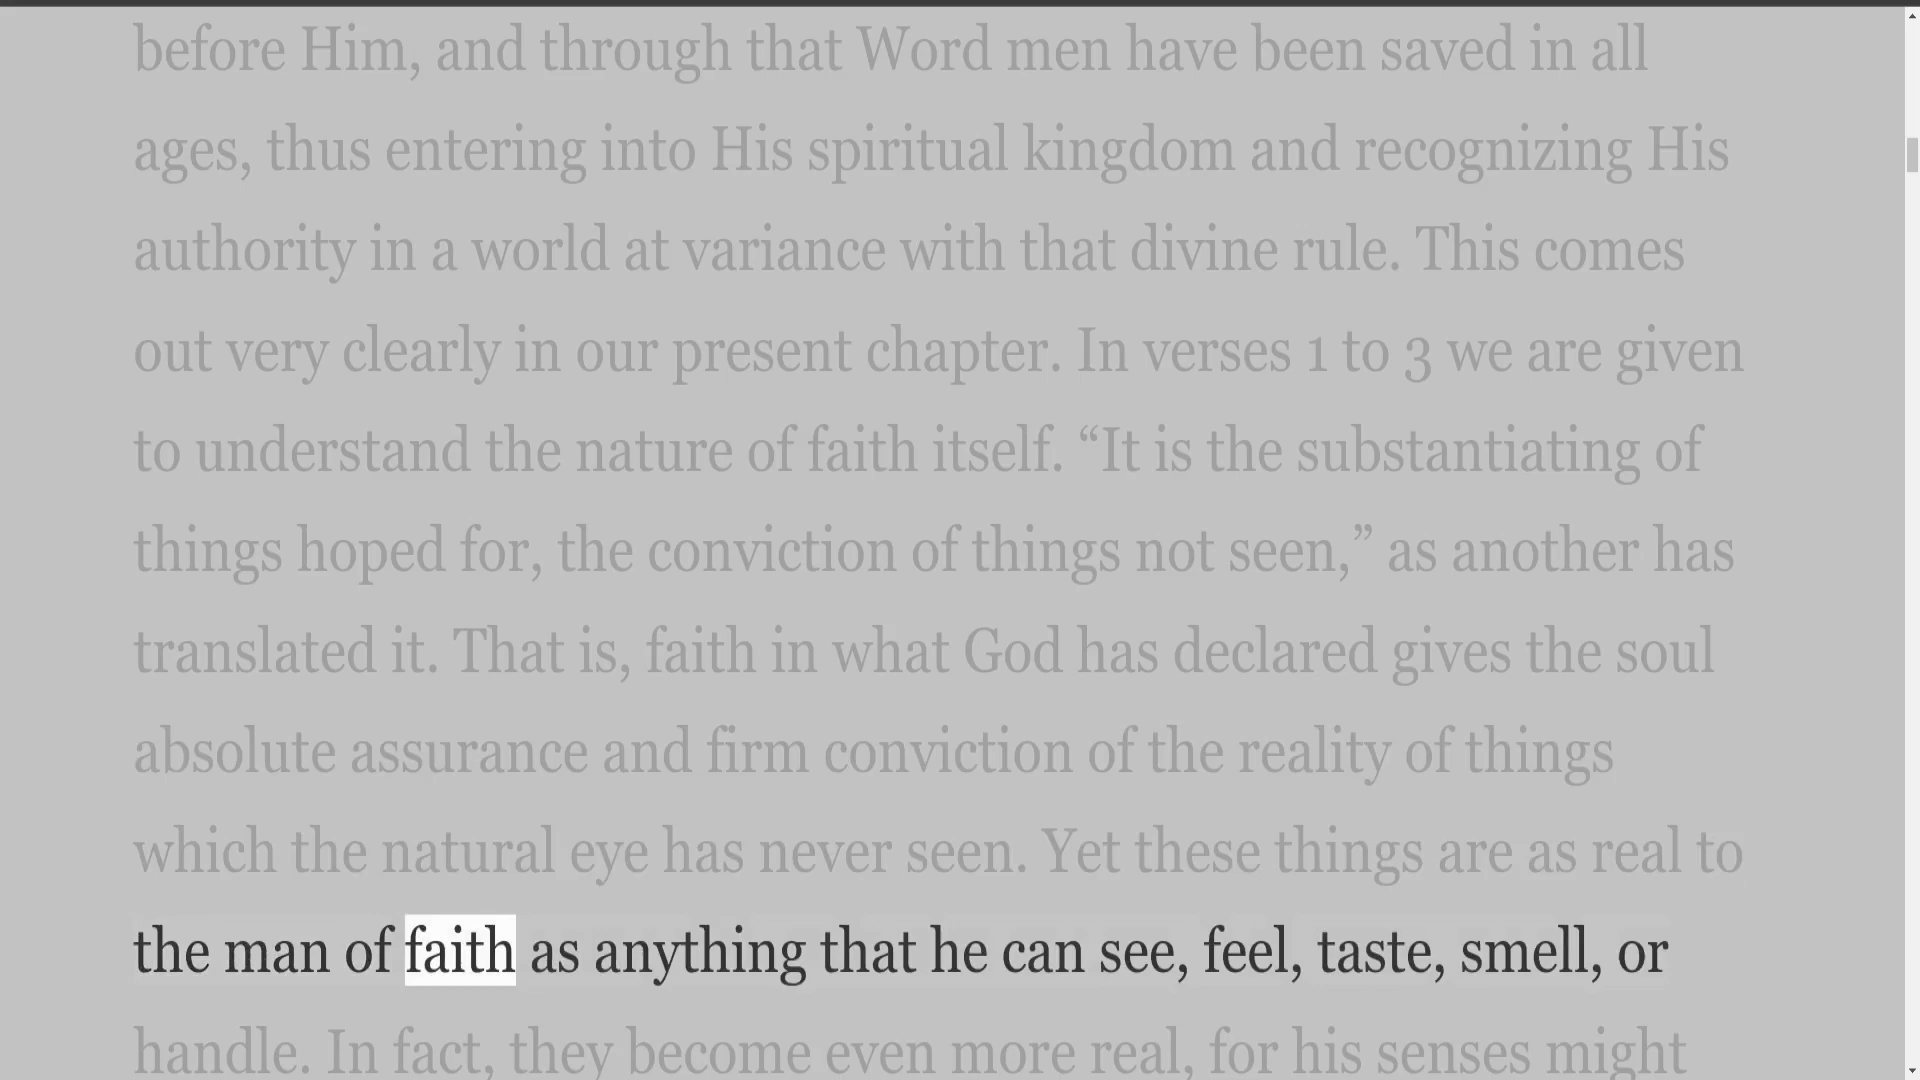 before Him, and through that Word men have been saved in all
ages, thus entering into His spiritual kingdom and recognizing His
authority in a world at variance with that divine rule. This comes
out very clearly in our present chapter. In verses 1 to 3 we are given
to understand the nature of faith itself. “It is the substantiating of
things hoped for, the conviction of things not seen,” as another has
translated it. That is, faith in what God has declared gives the soul
absolute assurance and firm conviction of the reality of things
which the natural eye has never seen. Yet these things are as real to
the man of faith as anything that he can see, feel, taste, smell, or
handle. In fact, they become even more real, for his senses might